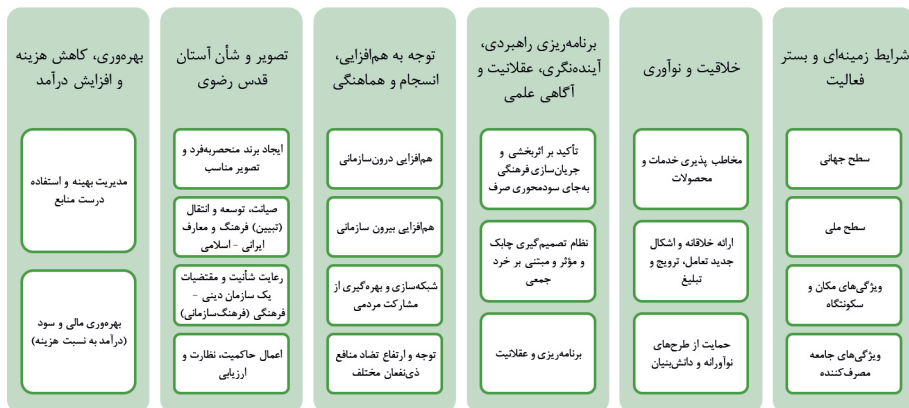 شرایط زمینه‌ای و بستر
فعالیت
سطح جهانی
سطح ملی
ویژگی‌های مکان و
سکونتگاه
ویژگی‌های جامعه
مصرف‌کننده
خلاقیت و نوآوری
مخاطب پذیری خدمات و
محصولات
ارائه خلاقانه و اشکال
جدید تعامل، ترویج و
تبلیغ
حمایت از طرح‌های
نوآورانه و دانش‌بنیان
برنامه‌ریزی راهبردی،
آینده‌نگری، عقلانیت و
آگاهی علمی
تأکید بر اثربخشی و
جریان‌سازی فرهنگی
به‌جای سودمحوری صرف
نظام تصمیم‌گیری چابک
و مؤثر و مبتنی بر خرد
جمعی
برنامه‌ریزی و عقلانیت
توجه به هم‌افزایی،
انسجام و هماهنگی
هم‌افزایی درون‌سازمانی
هم‌افزایی بیرون سازمانی
شبکه‌سازی و بهره‌گیری از
مشارکت مردمی
توجه و ارتفاع تضاد منافع
ذی‌نفعان مختلف
تصویر و شأن آستان
قدس رضوی
ایجاد برند منحصربه‌فرد و
تصویر مناسب
صیانت، توسعه و انتقال
(تبیین) فرهنگ و معارف
ایرانی - اسلامی
رعایت شأنیت و مقتضیات
یک سازمان دینی -
فرهنگی (فرهنگ‌سازمانی)
اعمال حاکمیت، نظارت و
ارزیابی
بهره‌وری، کاهش هزینه
و افزایش درآمد
مدیریت بهینه و استفاده
درست منابع
بهره‌وری مالی و سود
(درآمد به نسبت هزینه)